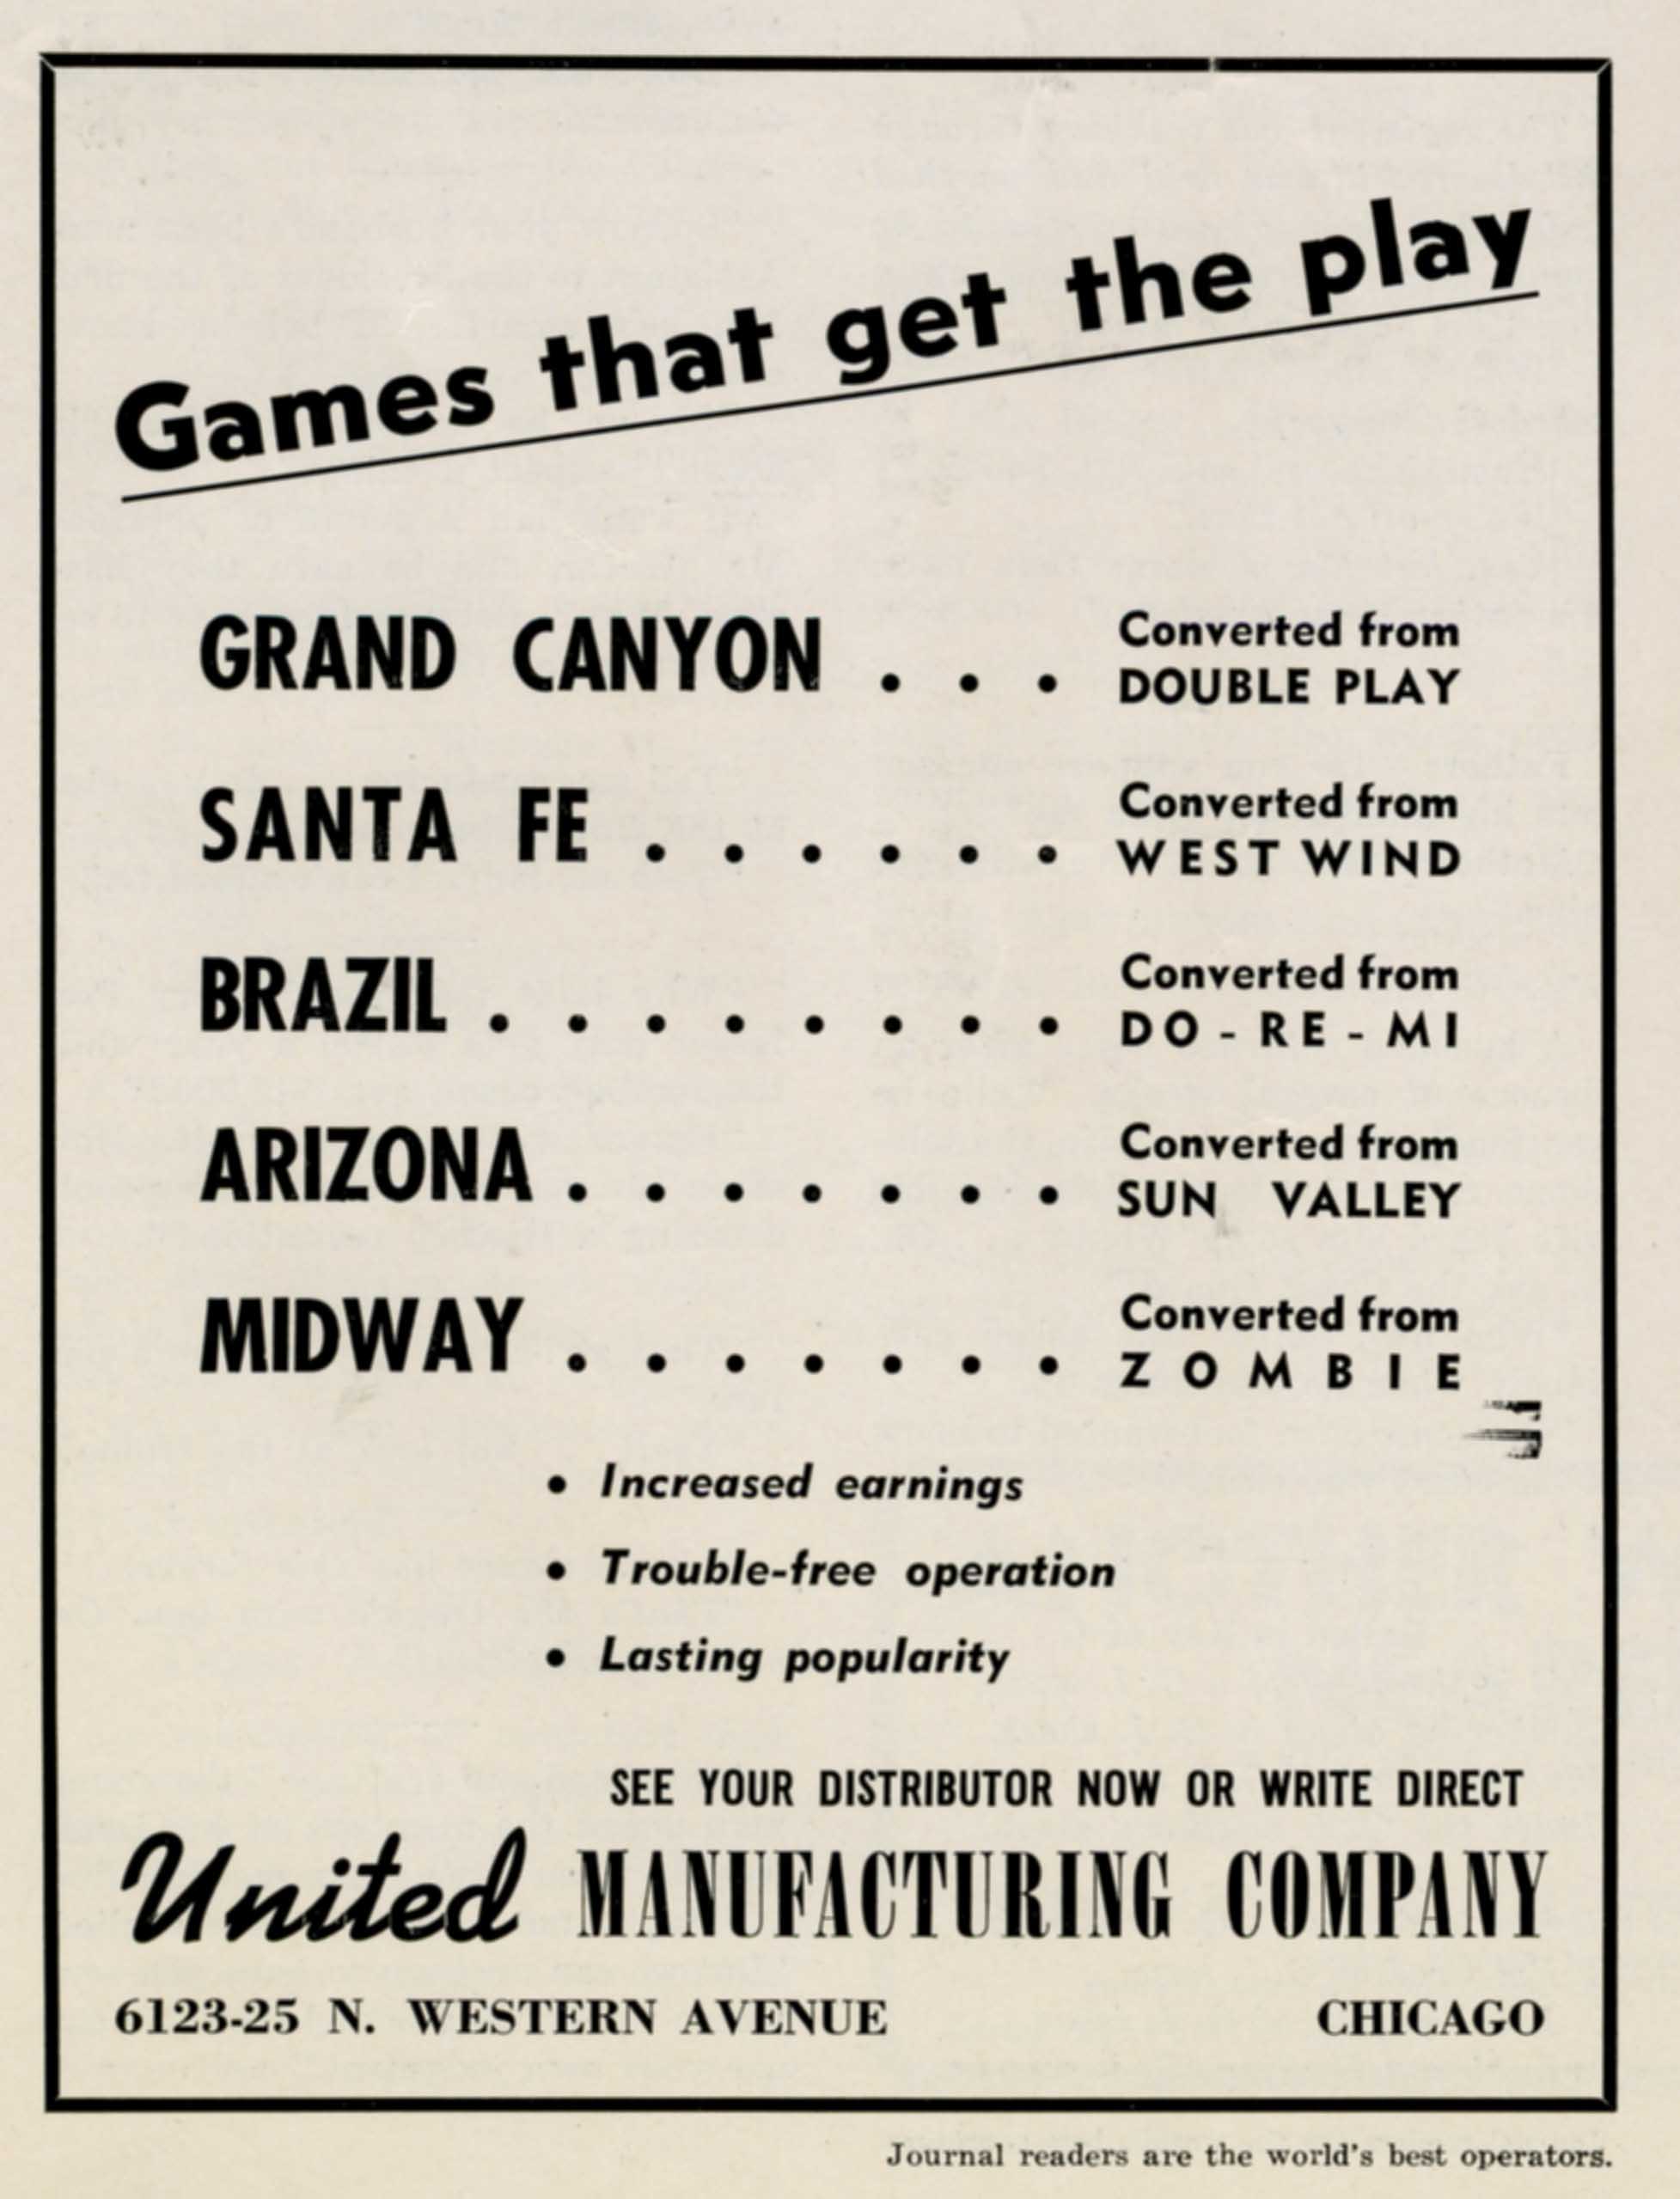 Games that get the play
GRAND CANYON . . . Converted from
DOUBLE PLAY
SANTA FE . . . . . . Converted from
WEST WIND
BRAZIL . . . . . . . . Converted from
DO - RE - MI
ARIZONA . . . . . . . Converted from
SUN VALLEY
MIDWAY . . . . . . . Converted from
ZOMBIE
• Increased earnings
• Trouble-free operation
• Lasting popularity
SEE YOUR DISTRIBUTOR NOW OR WRITE DIRECT
United MANUFACTURING COMPANY
6123-25 N. WESTERN AVENUE CHICAGO
Journal readers are the world's best operators.